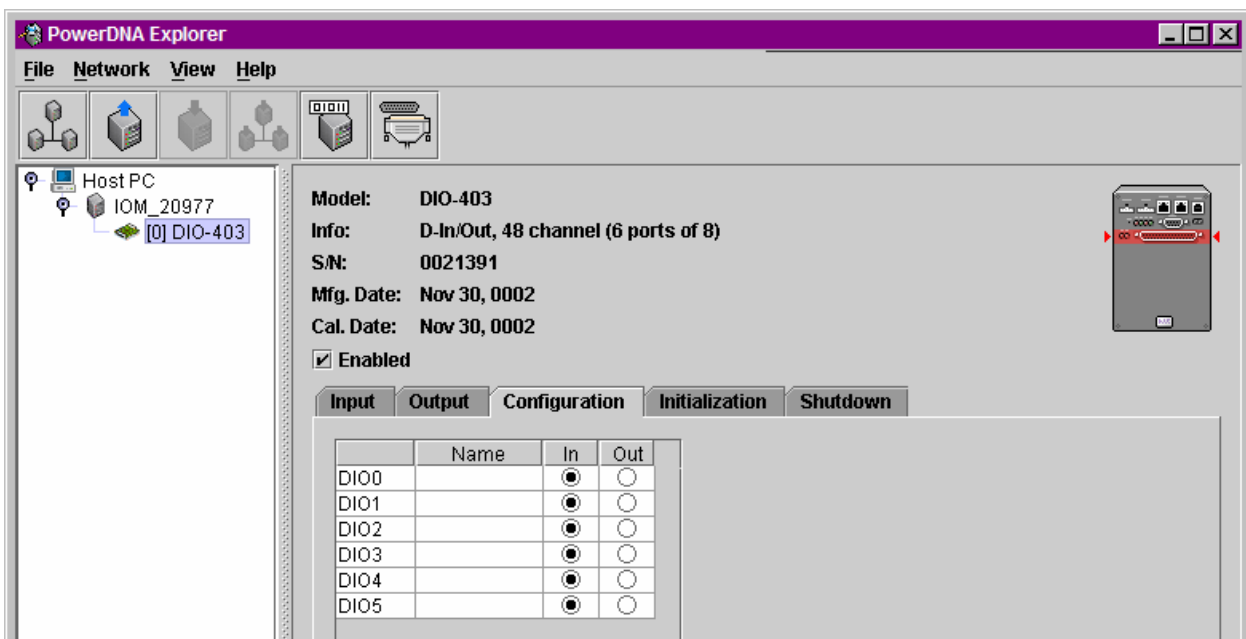 PowerDNA Explorer
File Network View Help
01011
Host PC
IOM_20977
[0] DIO-403
Model: DIO-403
Info: D-In/Out, 48 channel (6 ports of 8)
S/N: 0021391
Mfg. Date: Nov 30, 0002
Cal. Date: Nov 30, 0002
Enabled
Input Output Configuration Initialization Shutdown
Name In Out
DIO0
DIO1
DIO2
DIO3
DIO4
DIO5